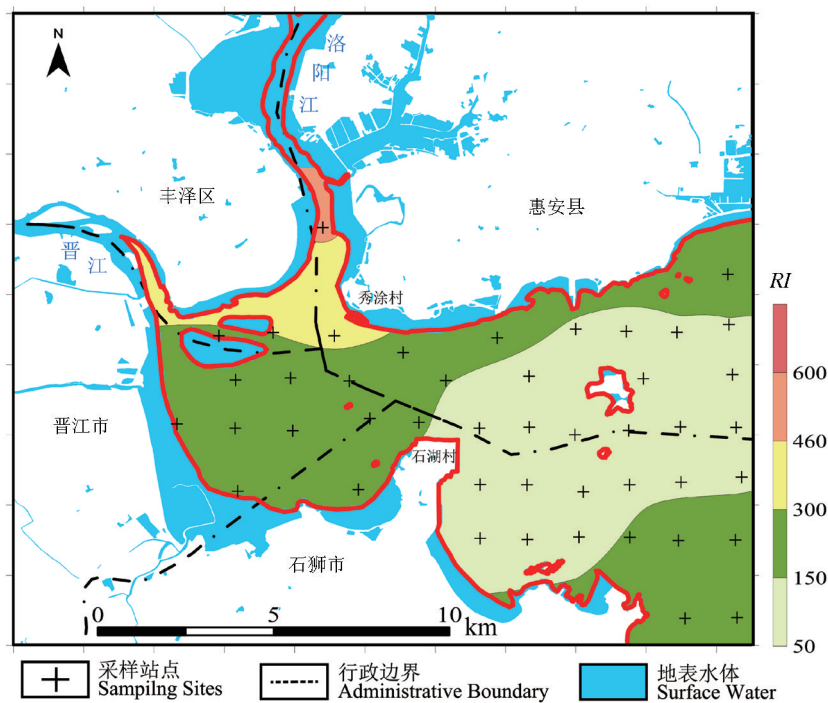 N
洛
阳
江
丰泽区
惠安县
晋
江
秀涂村
RI
600
460
300
150
50
晋江市
石湖村
石狮市
0 5 10
km
采样站点
Sampilng Sites
行政边界
Administrative Boundary
地表水体
Surface Water